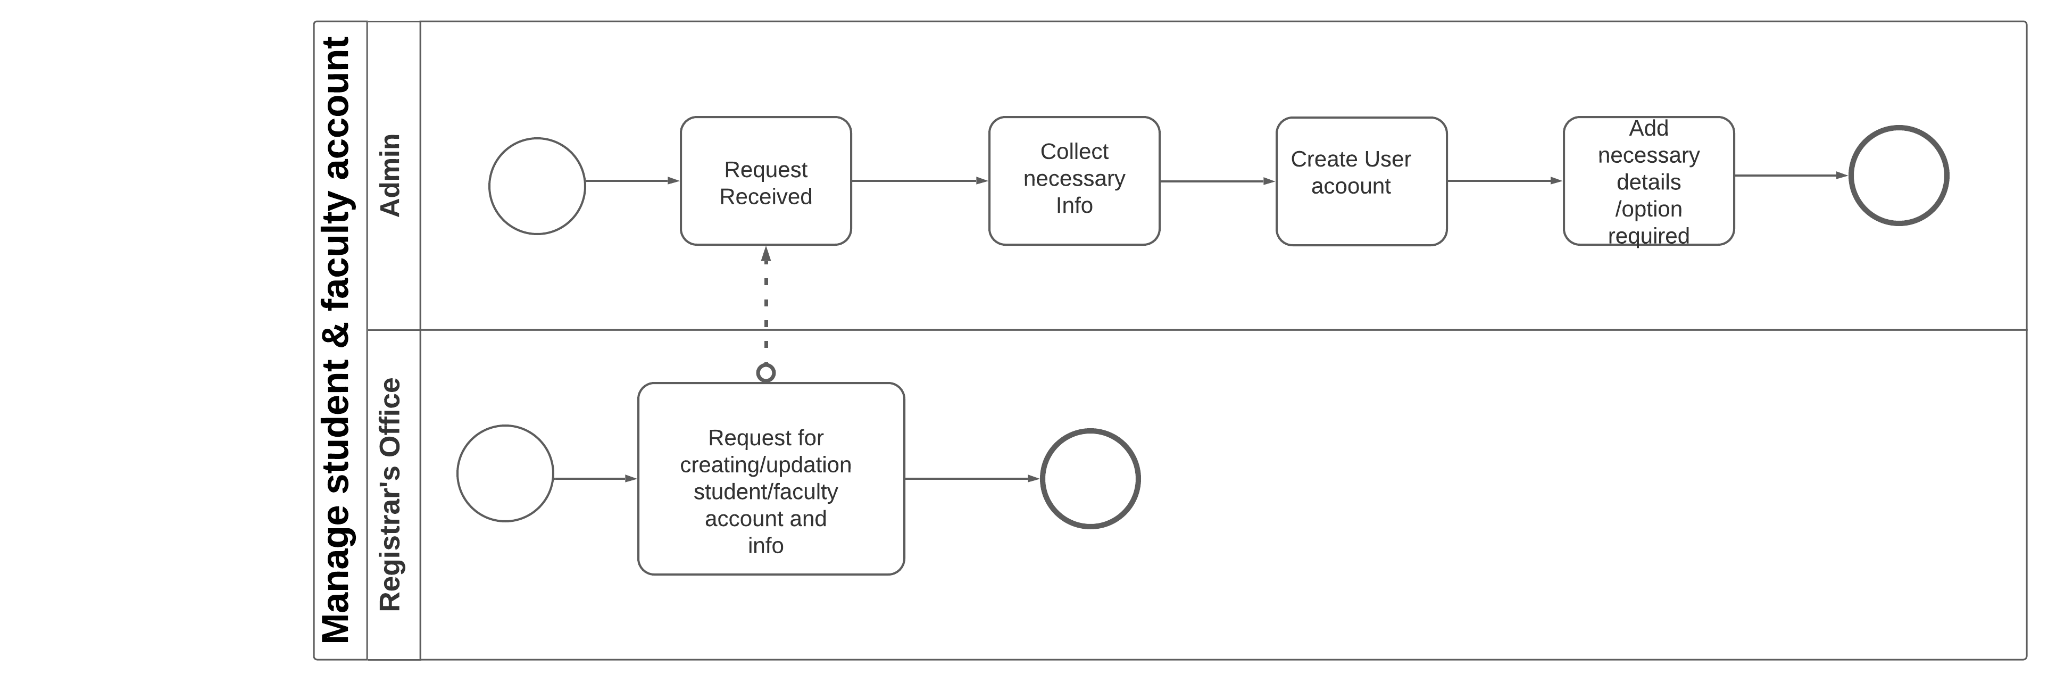 Manage student & faculty account
Admin
Request
Received
Collect
necessary
Info
Create User
acoount
Add
necessary
details
/option
required
Registrar's Office
Request for
creating/updation
student/faculty
account and
info